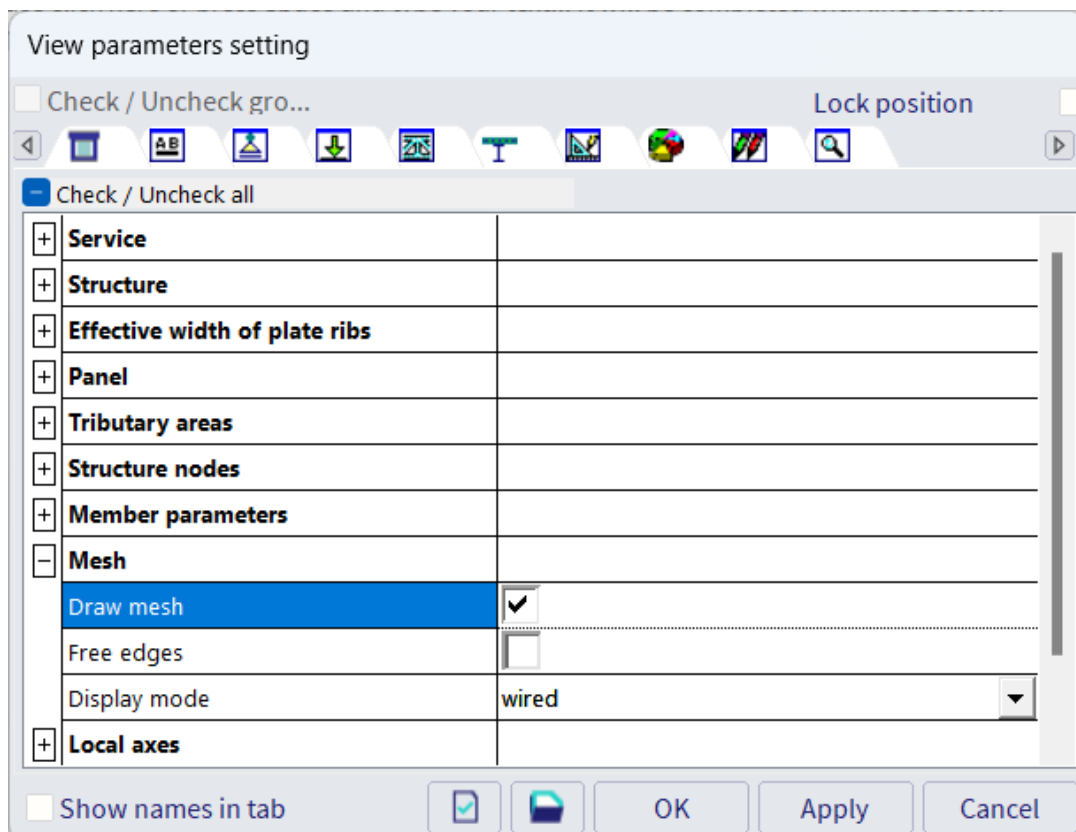 View parameters setting
Check / Uncheck gro...
Lock position
AB
Check / Uncheck all
Service
Structure
Effective width of plate ribs
Panel
Tributary areas
Structure nodes
Member parameters
Mesh
Draw mesh
Free edges
Display mode wired
Local axes
Show names in tab OK Apply Cancel